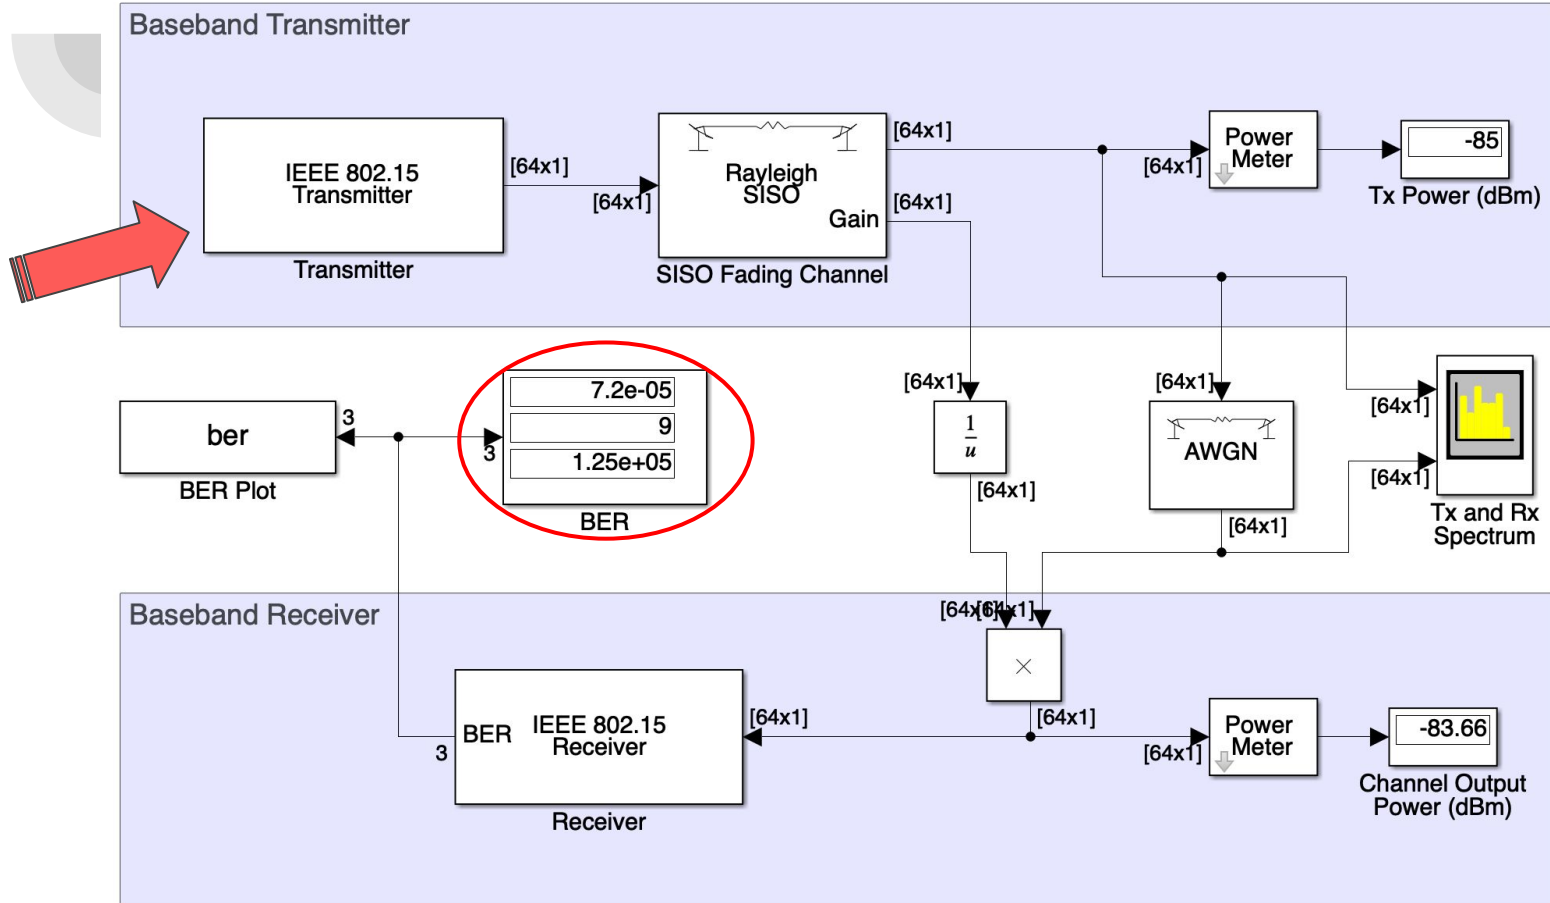 Baseband Transmitter
IEEE 802.15
Transmitter
Transmitter
[64x1]
[64x1]
Rayleigh
SISO
Gain
SISO Fading Channel
[64x1]
[64x1]
[64x1]
Power
Meter
-85
Tx Power (dBm)
ber
BER Plot
3
3
7.2e-05
9
1.25e+05
BER
[64x1]
1
u
[64x1]
[64x1]
AWGN
[64x1]
[64x1]
[64x1]
Tx and Rx
Spectrum
Baseband Receiver
[64x1]
[64x1]
×
[64x1]
BER
IEEE 802.15
Receiver
Receiver
3
[64x1]
[64x1]
Power
Meter
-83.66
Channel Output
Power (dBm)